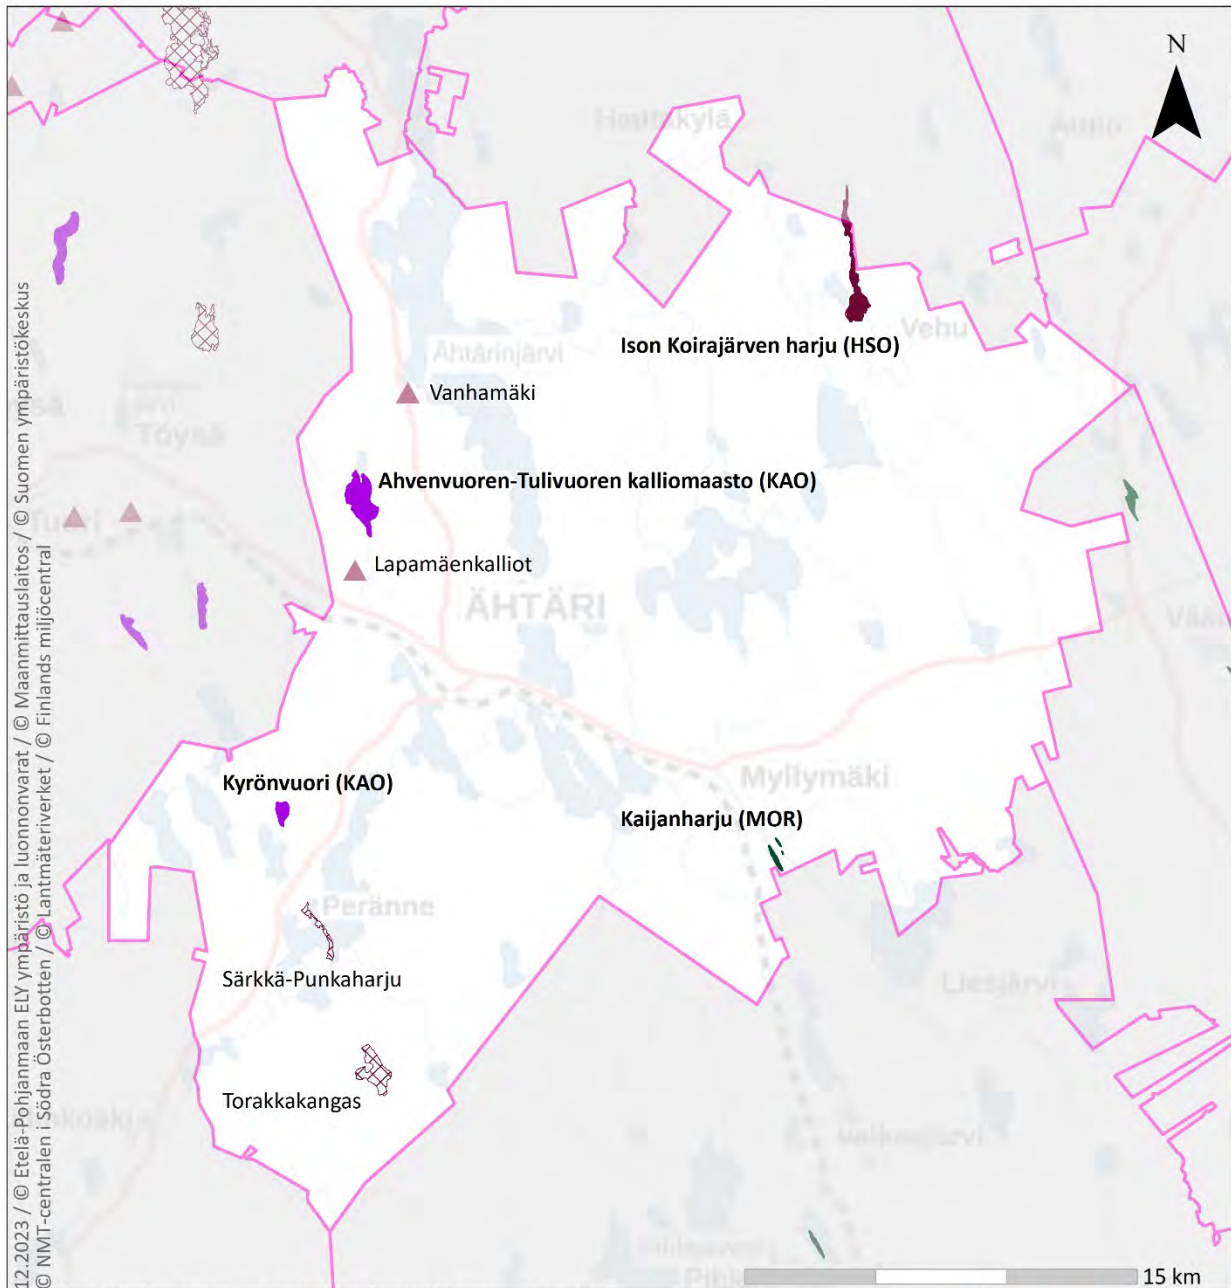 N
Hautakylä
Ison Koirajärven harju (HSO)
Vehu
Ähtärinjärvi
Vanhamäki
Töysä
Ahvenvuoren-Tulivuoren kalliomaasto (KAO)
Tuuri
Lapamäenkalliot
ÄHTÄRI
Kyrönvuori (KAO)
Myllymäki
Kaijanharju (MOR)
Peränne
Särkkä-Punkaharju
Liesjärvi
Torakkakangas
15 km
12.2023 / © Etelä-Pohjanmaan ELY ympäristö ja luonnonvarat / © Maanmittauslaitos / © Suomen ympäristökeskus
© NMT-centralen i Södra Österbotten / © Lantmäteriverket / © Finlands miljöcentral